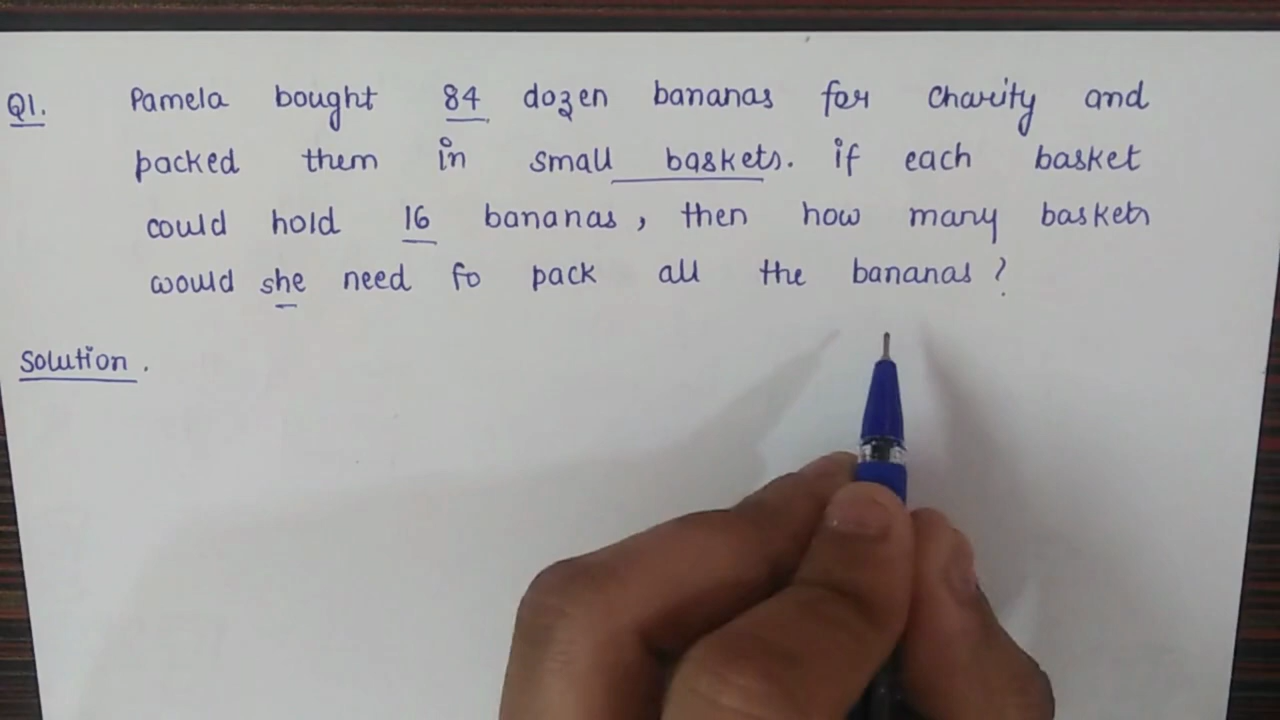 Q1. Pamela bought 84 dozen bananas for charity and
packed them in small baskets. if each basket
could hold 16 bananas, then how many baskets
would she need to pack all the bananas?
Solution.